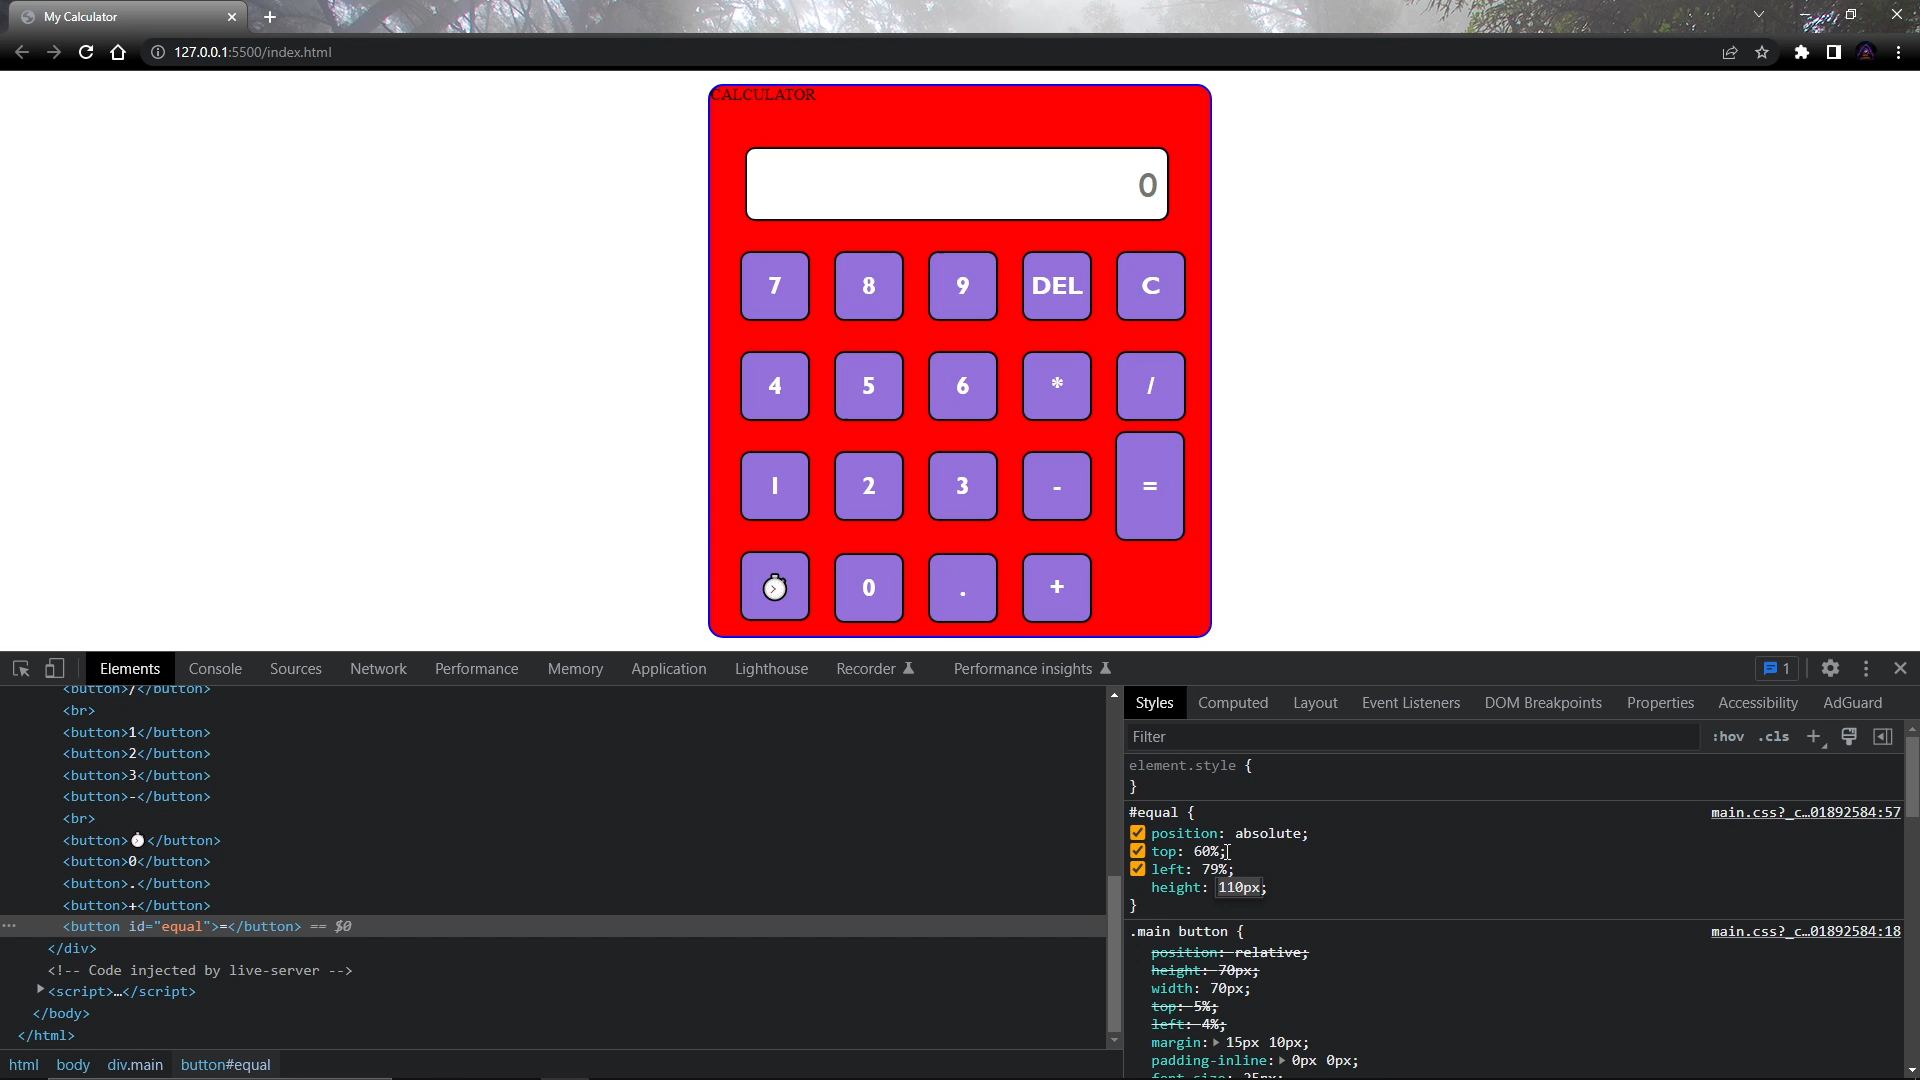 My Calculator
127.0.0.1:5500/index.html
CALCULATOR
0
7 8 9 DEL C
4 5 6 * /
1 2 3 - =
0 . +
Elements Console Sources Network Performance Memory Application Lighthouse Recorder Performance insights 1
<button>/</button>
<br>
<button>1</button>
<button>2</button>
<button>3</button>
<button>-</button>
<br>
<button>⏱</button>
<button>0</button>
<button>.</button>
<button>+</button>
<button id="equal">=</button> == $0
</div>
<!-- Code injected by live-server -->
<script>…</script>
</body>
</html>
html body div.main button#equal
Styles Computed Layout Event Listeners DOM Breakpoints Properties Accessibility AdGuard
Filter :hov .cls
element.style {
}
#equal { main.css?_c…01892584:57
position: absolute;
top: 60%;
left: 79%;
height: 110px;
}
.main button { main.css?_c…01892584:18
position: relative;
height: 70px;
width: 70px;
top: 5%;
left: 4%;
margin: 15px 10px;
padding-inline: 0px 0px;
font-size: 25px;